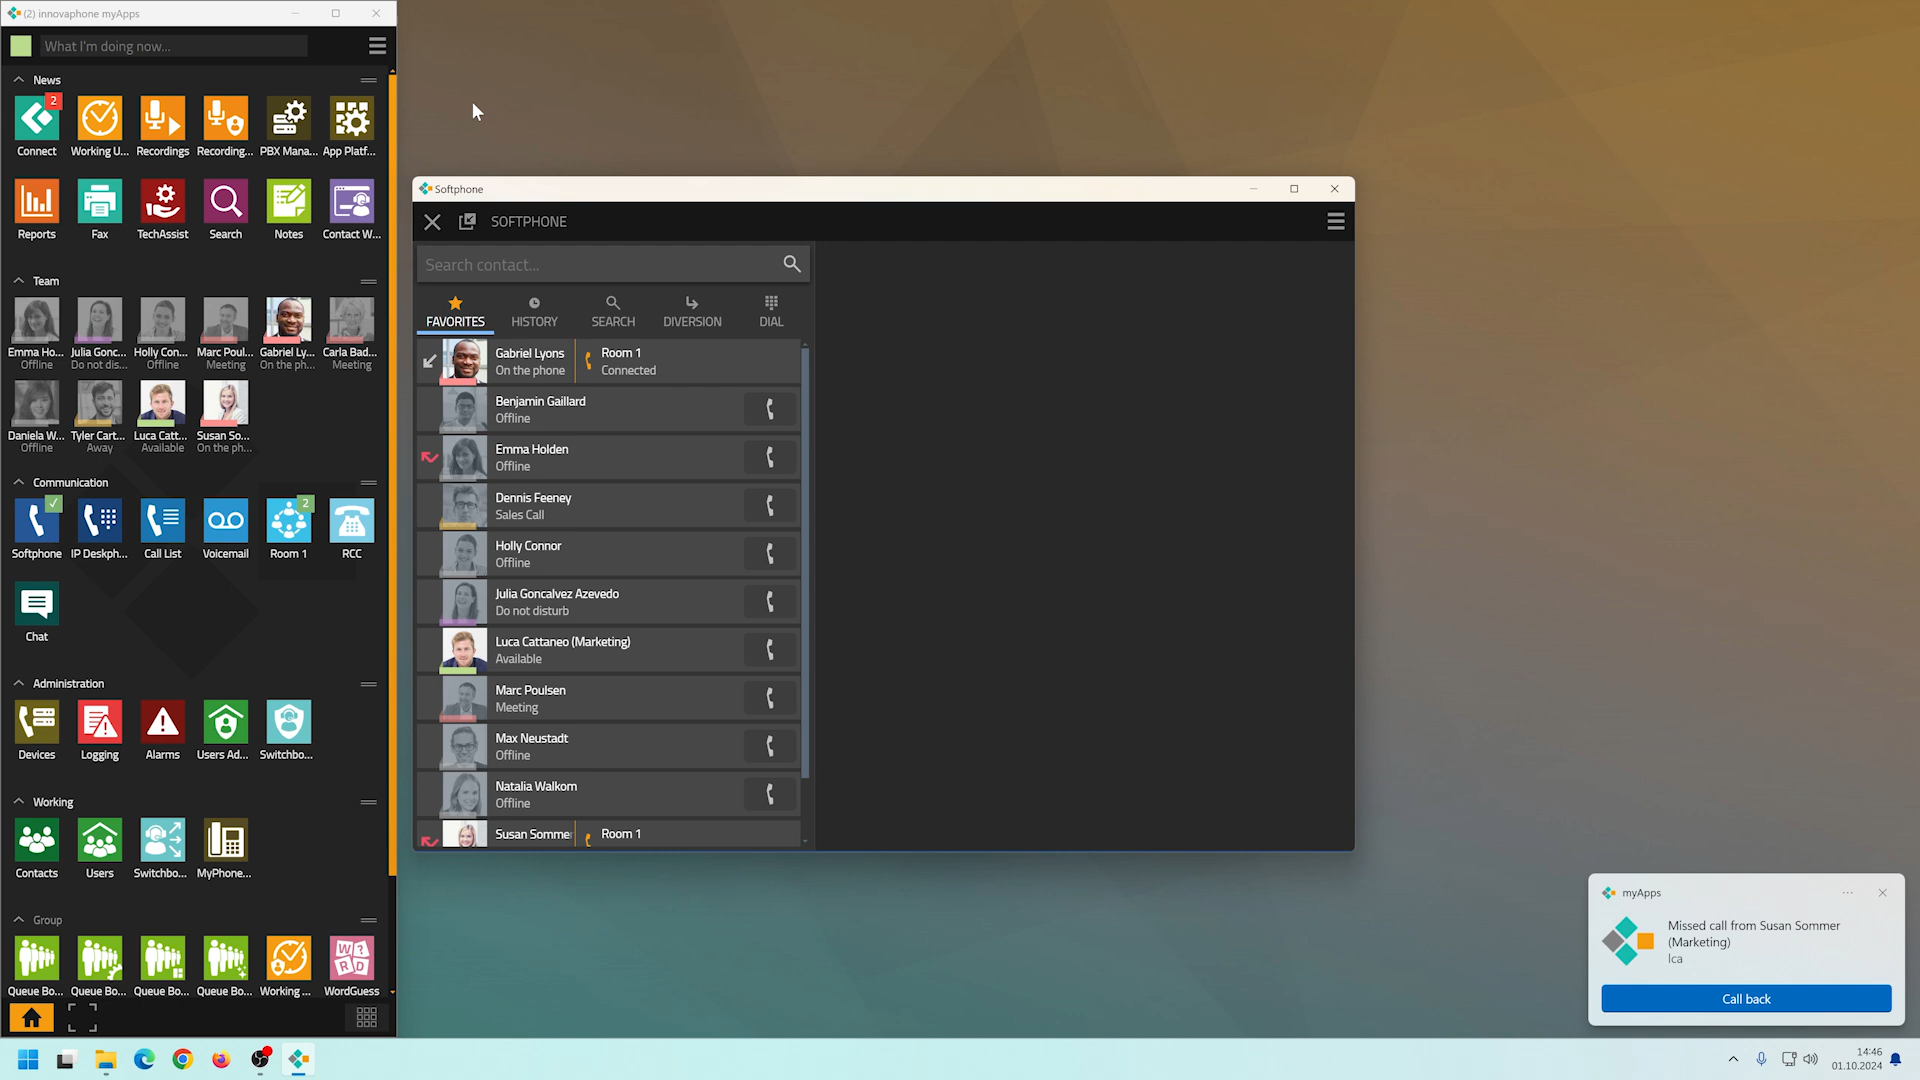 (2) innovaphone myApps
What I'm doing now...
News
2
Connect
Working U...
Recordings
Recording...
PBX Mana...
App Platf...
Reports
Fax
TechAssist
Search
Notes
Contact W...
Team
Emma Ho...
Offline
Julia Gonc...
Do not dis...
Holly Con...
Offline
Marc Poul...
Meeting
Gabriel Ly...
On the ph...
Carla Bad...
Meeting
Daniela W...
Offline
Tyler Cart...
Away
Luca Catt...
Available
Susan So...
On the ph...
Communication
2
Softphone
IP Deskph...
Call List
Voicemail
Room 1
RCC
Chat
Administration
Devices
Logging
Alarms
Users Ad...
Switchbo...
Working
Contacts
Users
Switchbo...
MyPhone...
Group
W ?
R D
Queue Bo...
Queue Bo...
Queue Bo...
Queue Bo...
Working ...
WordGuess
Softphone
SOFTPHONE
Search contact...
FAVORITES
HISTORY
SEARCH
DIVERSION
DIAL
Gabriel Lyons
On the phone
Room 1
Connected
Benjamin Gaillard
Offline
Emma Holden
Offline
Dennis Feeney
Sales Call
Holly Connor
Offline
Julia Goncalvez Azevedo
Do not disturb
Luca Cattaneo (Marketing)
Available
Marc Poulsen
Meeting
Max Neustadt
Offline
Natalia Walkom
Offline
Susan Sommer
Room 1
myApps
Missed call from Susan Sommer
(Marketing)
lca
Call back
14:46
01.10.2024